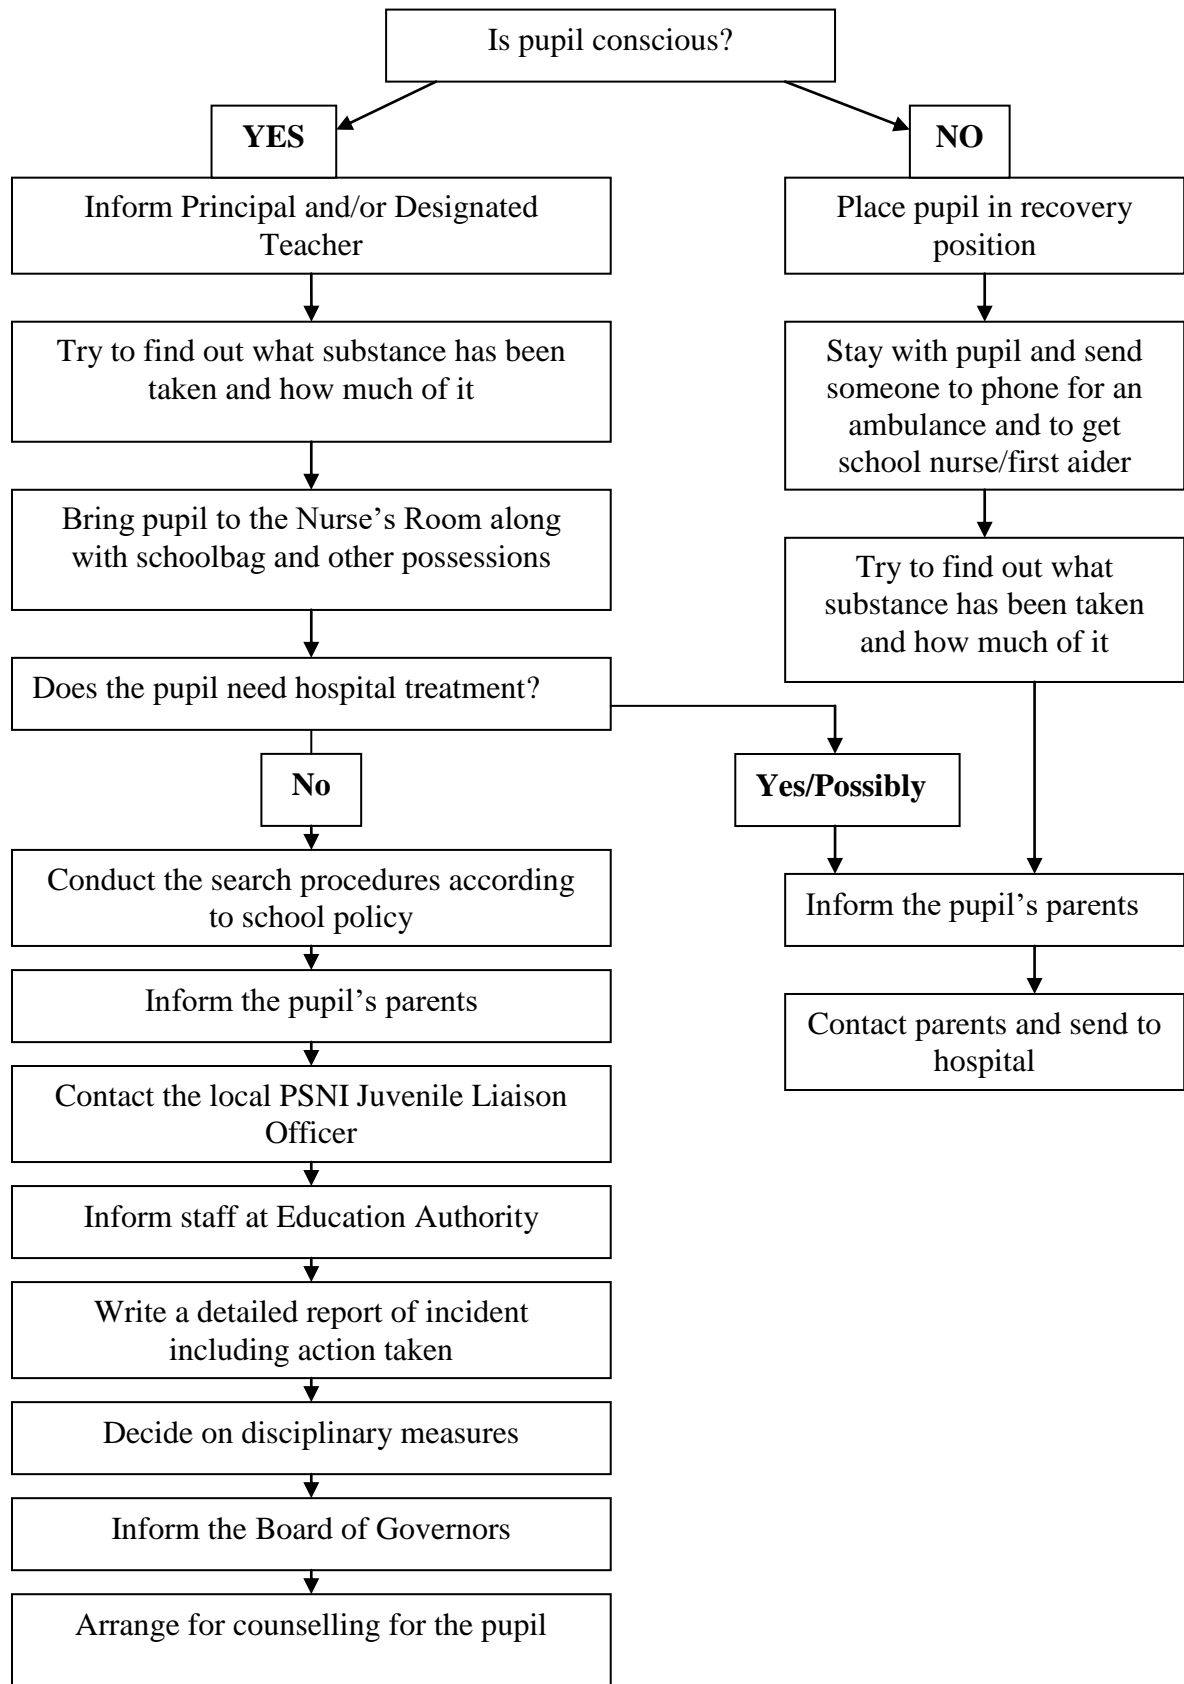 Is pupil conscious?
YES
NO
Inform Principal and/or Designated
Teacher
Place pupil in recovery
position
Try to find out what substance has been
taken and how much of it
Stay with pupil and send
someone to phone for an
ambulance and to get
school nurse/first aider
Bring pupil to the Nurse’s Room along
with schoolbag and other possessions
Try to find out what
substance has been taken
and how much of it
Does the pupil need hospital treatment?
No
Yes/Possibly
Conduct the search procedures according
to school policy
Inform the pupil’s parents
Inform the pupil’s parents
Contact parents and send to
hospital
Contact the local PSNI Juvenile Liaison
Officer
Inform staff at Education Authority
Write a detailed report of incident
including action taken
Decide on disciplinary measures
Inform the Board of Governors
Arrange for counselling for the pupil